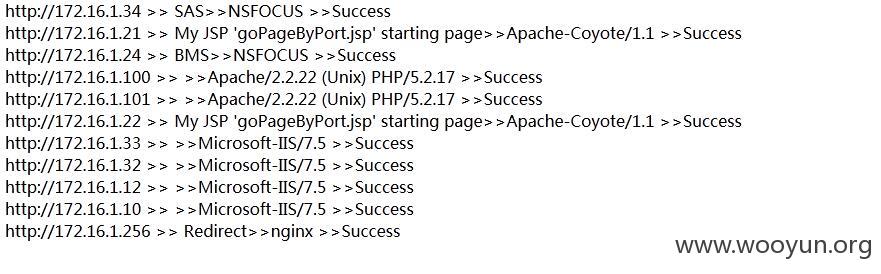 http://172.16.1.34 >> SAS>>NSFOCUS >>Success
http://172.16.1.21 >> My JSP 'goPageByPort.jsp' starting page>>Apache-Coyote/1.1 >>Success
http://172.16.1.24 >> BMS>>NSFOCUS >>Success
http://172.16.1.100 >> >>Apache/2.2.22 (Unix) PHP/5.2.17 >>Success
http://172.16.1.101 >> >>Apache/2.2.22 (Unix) PHP/5.2.17 >>Success
http://172.16.1.22 >> My JSP 'goPageByPort.jsp' starting page>>Apache-Coyote/1.1 >>Success
http://172.16.1.33 >> >>Microsoft-IIS/7.5 >>Success
http://172.16.1.32 >> >>Microsoft-IIS/7.5 >>Success
http://172.16.1.12 >> >>Microsoft-IIS/7.5 >>Success
http://172.16.1.10 >> >>Microsoft-IIS/7.5 >>Success
http://172.16.1.256 >> Redirect>>nginx >>Success
www.wooyun.org